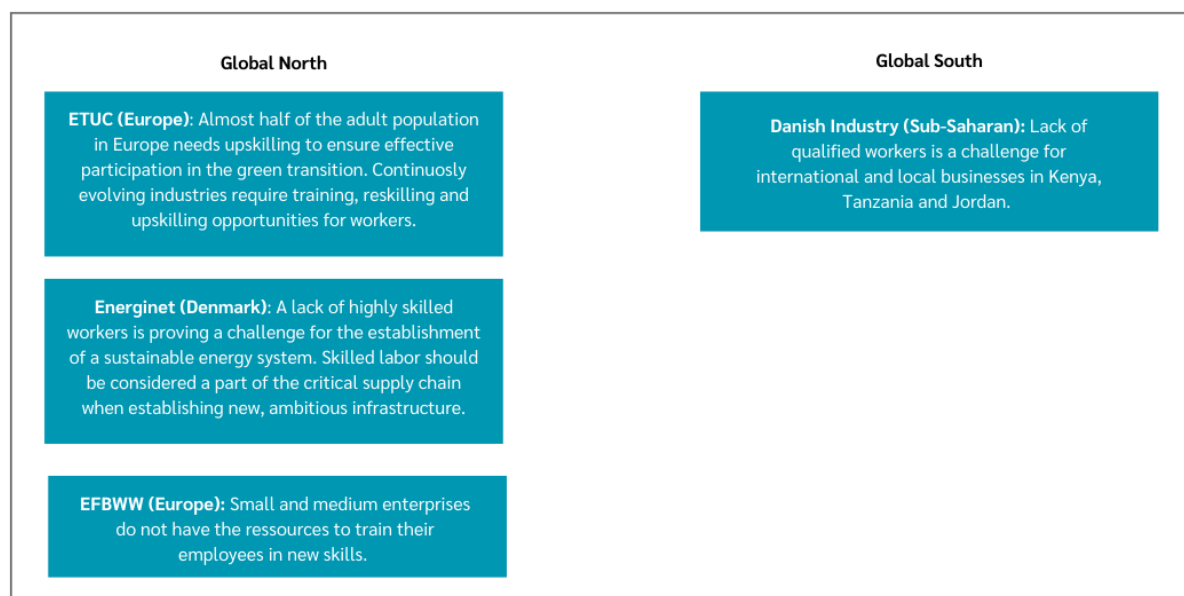 Global North
ETUC (Europe): Almost half of the adult population
in Europe needs upskilling to ensure effective
participation in the green transition. Continuosly
evolving industries require training, reskilling and
upskilling opportunities for workers.
Energinet (Denmark): A lack of highly skilled
workers is proving a challenge for the establishment
of a sustainable energy system. Skilled labor should
be considered a part of the critical supply chain
when establishing new, ambitious infrastructure.
EFBWW (Europe): Small and medium enterprises
do not have the ressources to train their
employees in new skills.
Global South
Danish Industry (Sub-Saharan): Lack of
qualified workers is a challenge for
international and local businesses in Kenya,
Tanzania and Jordan.